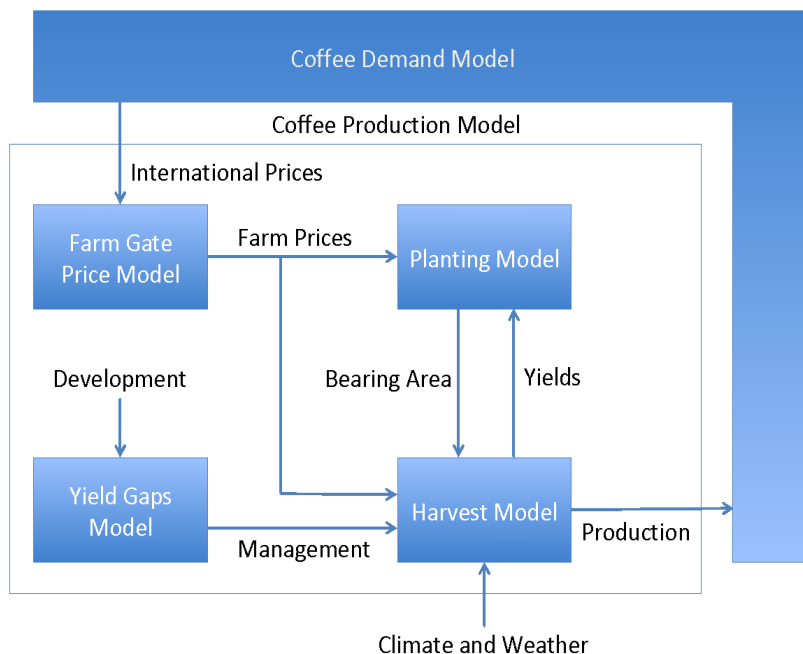 Coffee Demand Model
Coffee Production Model
International Prices
Farm Gate
Price Model
Farm Prices
Planting Model
Development
Bearing Area
Yields
Yield Gaps
Model
Harvest Model
Management
Production
Climate and Weather